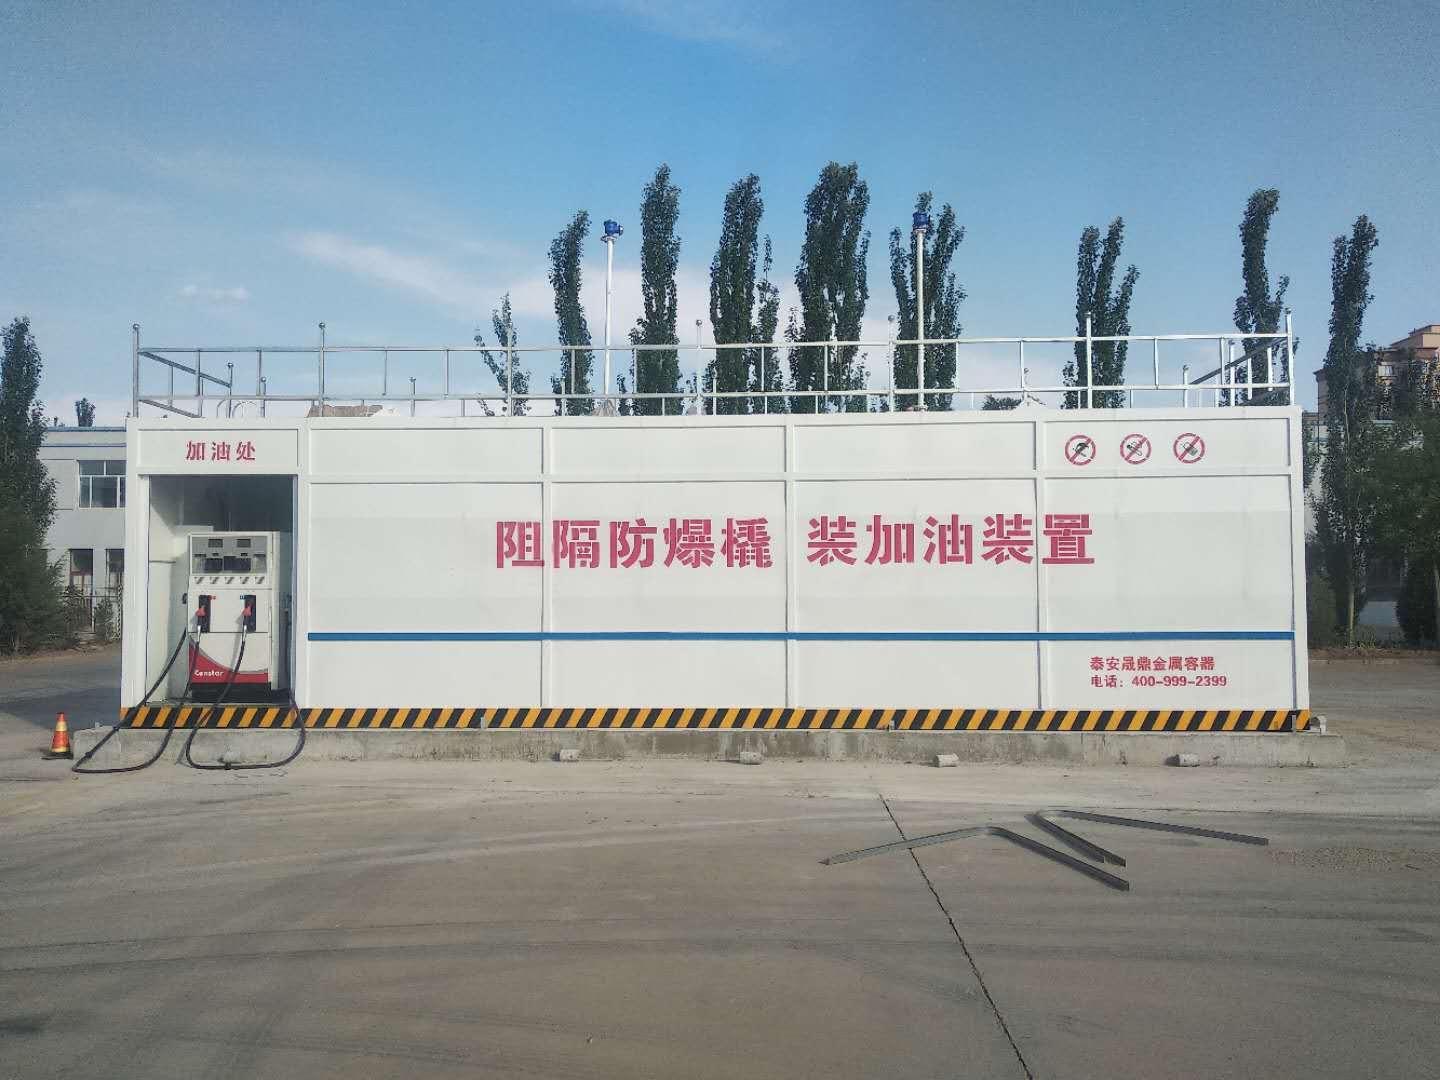 加油处
阻隔防爆橇 装加油装置
Censtar
泰安晟鼎金属容器
电话：400-999-2399